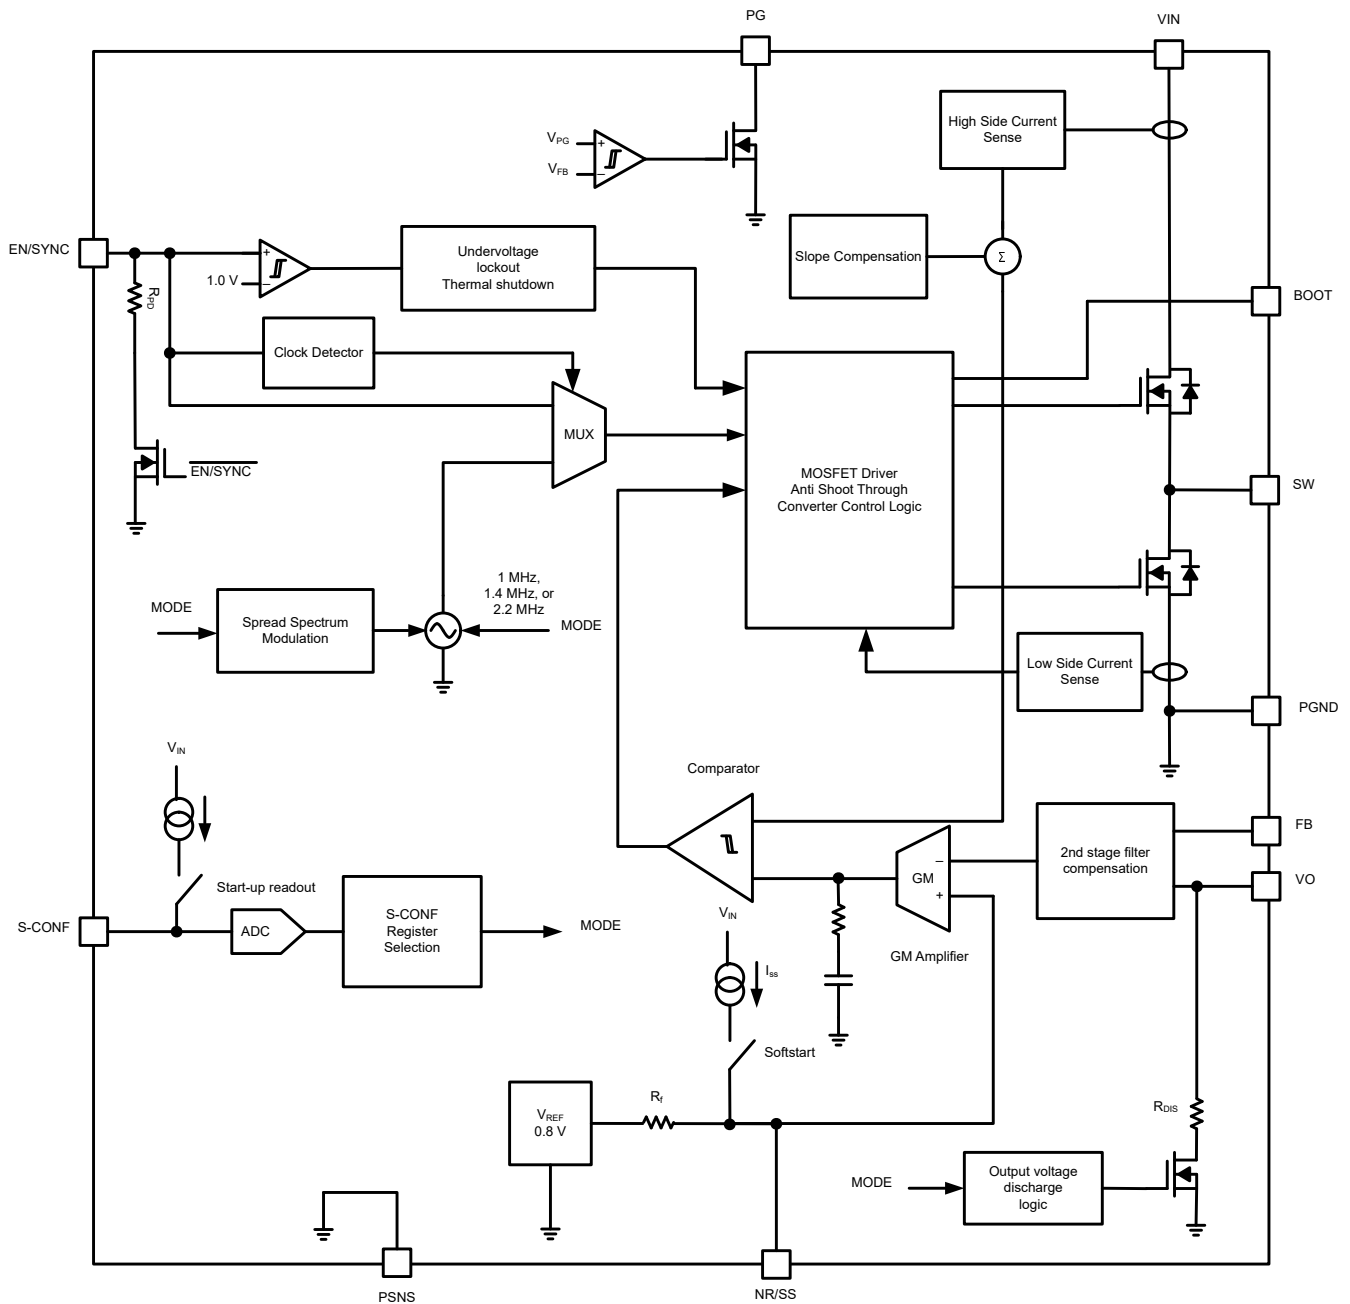 PG
VIN
High Side Current
Sense
VPG
+
VFB
–
EN/SYNC
+
1.0 V
–
Undervoltage
lockout
Thermal shutdown
Slope Compensation
Σ
RPD
BOOT
Clock Detector
MUX
EN/SYNC
MOSFET Driver
Anti Shoot Through
Converter Control Logic
SW
1 MHz,
1.4 MHz, or
2.2 MHz
MODE
Spread Spectrum
Modulation
MODE
Low Side Current
Sense
PGND
VIN
Comparator
FB
2nd stage filter
compensation
–
GM
+
VO
Start-up readout
S-CONF
ADC
S-CONF
Register
Selection
MODE
VIN
GM Amplifier
Iss
Softstart
VREF
0.8 V
Rf
RDIS
MODE
Output voltage
discharge
logic
PSNS
NR/SS